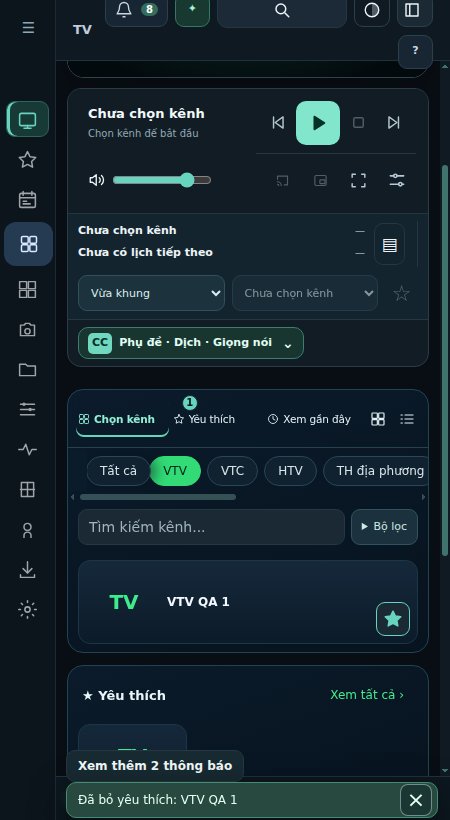 TV
8
?
Chưa chọn kênh
Chọn kênh để bắt đầu
Chưa chọn kênh —
Chưa có lịch tiếp theo —
Vừa khung
Chưa chọn kênh
CC Phụ đề · Dịch · Giọng nói
1
Chọn kênh
Yêu thích
Xem gần đây
Tất cả
VTV
VTC
HTV
TH địa phương
Tìm kiếm kênh...
Bộ lọc
TV
VTV QA 1
★ Yêu thích
Xem tất cả ›
Xem thêm 2 thông báo
Đã bỏ yêu thích: VTV QA 1